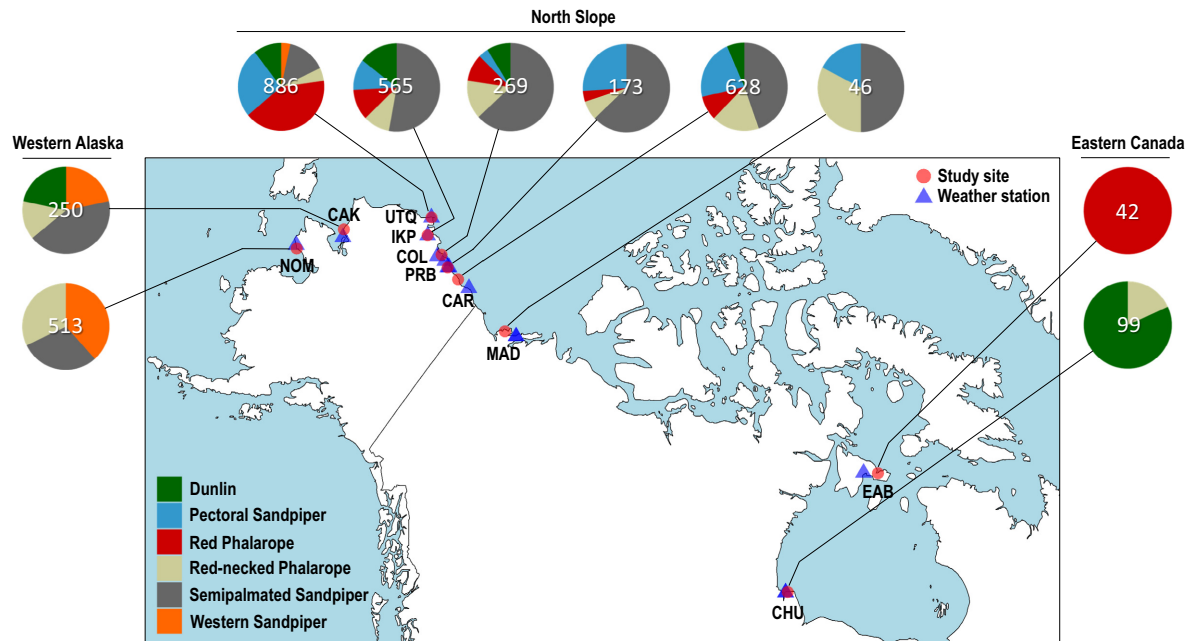 North Slope
886
565
269
173
628
46
Western Alaska
250
513
Eastern Canada
42
99
Study site
Weather station
CAK
NOM
UTQ
IKP
COL
PRB
CAR
MAD
EAB
CHU
Dunlin
Pectoral Sandpiper
Red Phalarope
Red-necked Phalarope
Semipalmated Sandpiper
Western Sandpiper